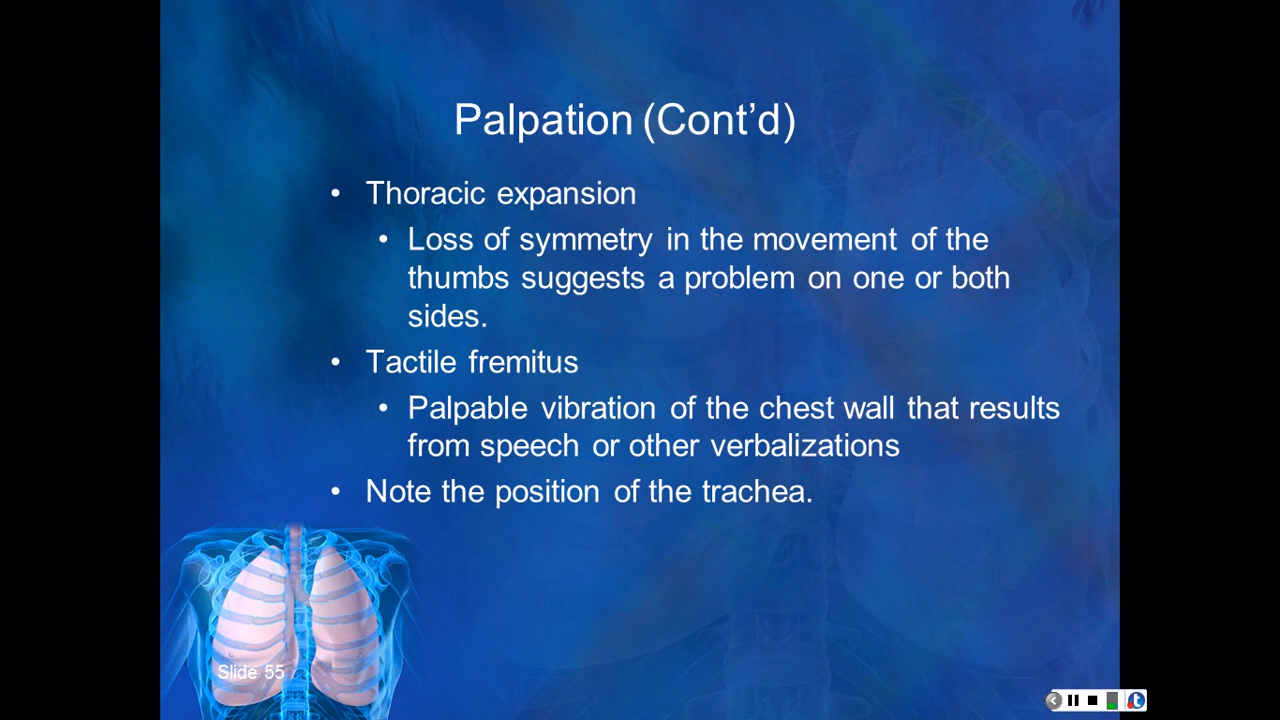 Palpation (Cont’d)
• Thoracic expansion
• Loss of symmetry in the movement of the
thumbs suggests a problem on one or both
sides.
• Tactile fremitus
• Palpable vibration of the chest wall that results
from speech or other verbalizations
• Note the position of the trachea.
Slide 55
t